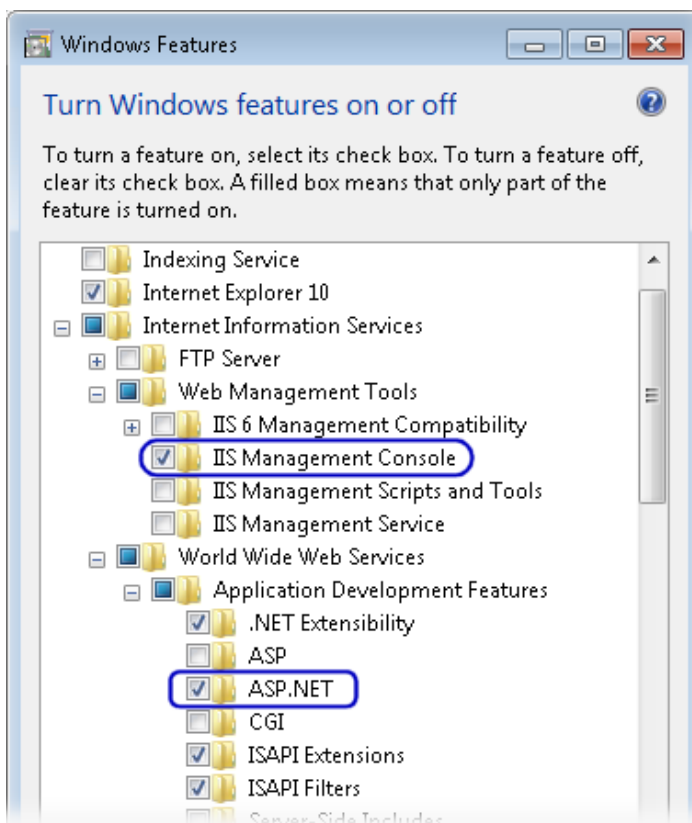 Windows Features
Turn Windows features on or off
To turn a feature on, select its check box. To turn a feature off,
clear its check box. A filled box means that only part of the
feature is turned on.
Indexing Service
Internet Explorer 10
Internet Information Services
FTP Server
Web Management Tools
IIS 6 Management Compatibility
IIS Management Console
IIS Management Scripts and Tools
IIS Management Service
World Wide Web Services
Application Development Features
.NET Extensibility
ASP
ASP.NET
CGI
ISAPI Extensions
ISAPI Filters
Server-Side Includes